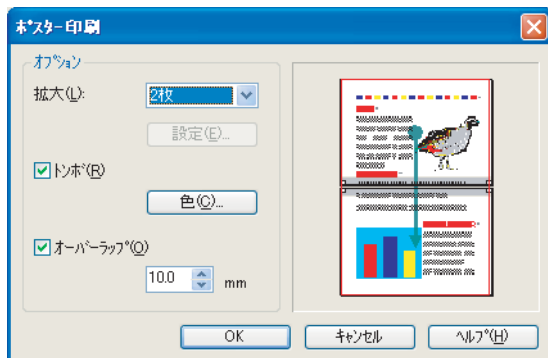 ポスター印刷
オプション
拡大(L):
2枚
設定(E)...
トンボ(R)
色(C)...
オーバーラップ(O)
10.0 mm
OK キャンセル ヘルプ(H)